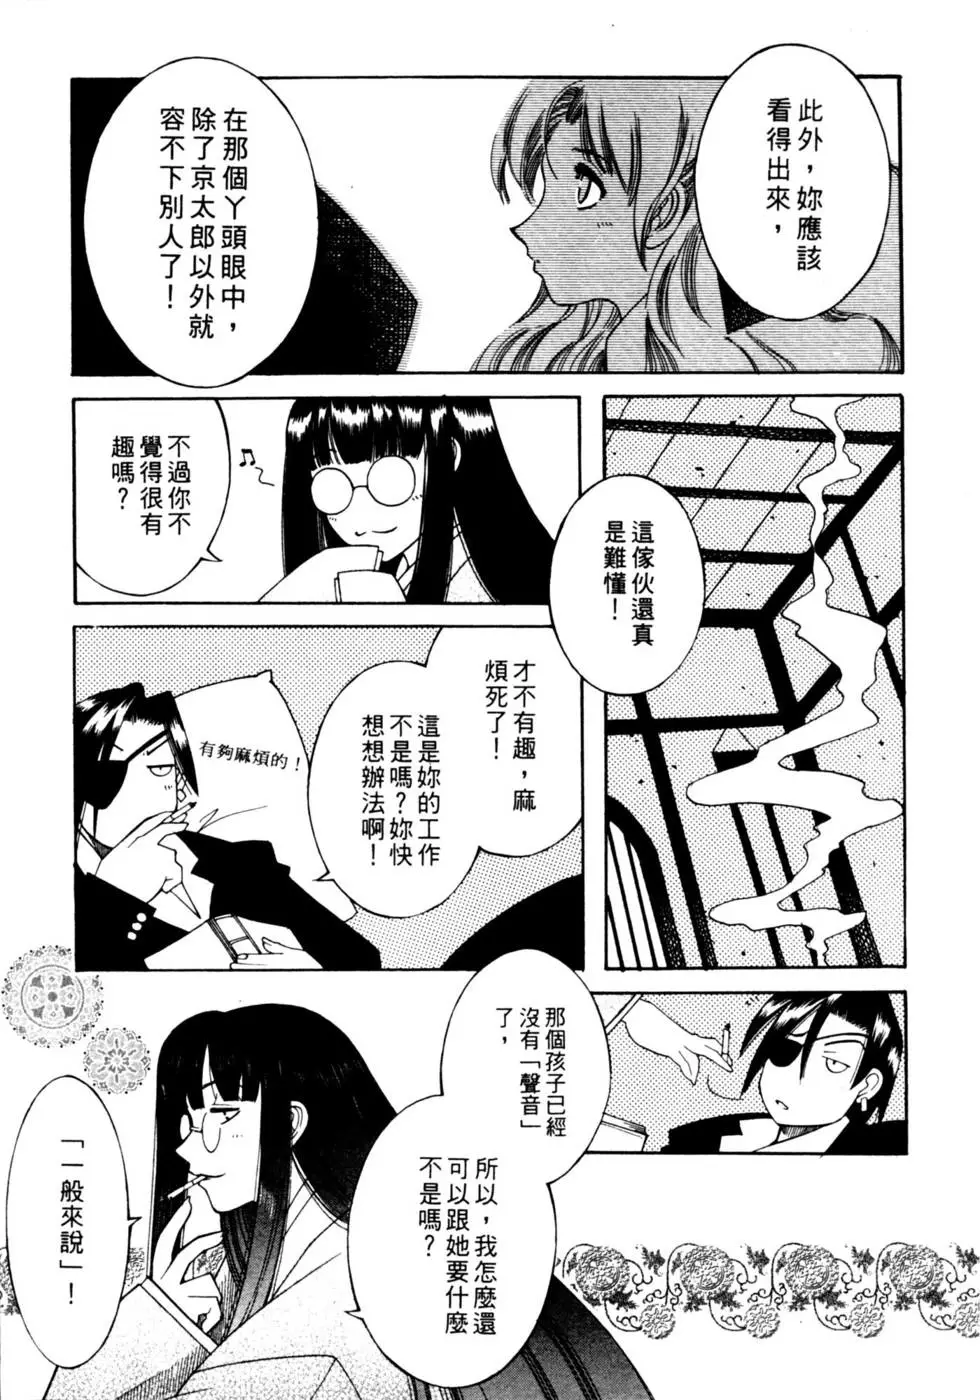 此外，妳應該
看得出來，
在那個丫頭眼中，
除了京太郎以外就
容不下別人了！
這傢伙還真
是難懂！
不過你不
覺得很有
趣嗎？
才不有趣，麻
煩死了！
這是妳的工作
不是嗎？妳快
想想辦法啊！
有夠麻煩的！
那個孩子已經
沒有「聲音」
了，
所以，我怎麼還
可以跟她要什麼
不是嗎？
「一般來說」！